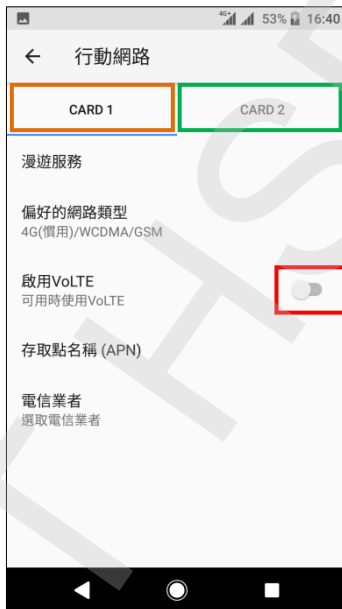 4G+ 53% 16:40
行動網路
CARD 1 CARD 2
漫遊服務
偏好的網路類型
4G(慣用)/WCDMA/GSM
啟用VoLTE
可用時使用VoLTE
存取點名稱 (APN)
電信業者
選取電信業者